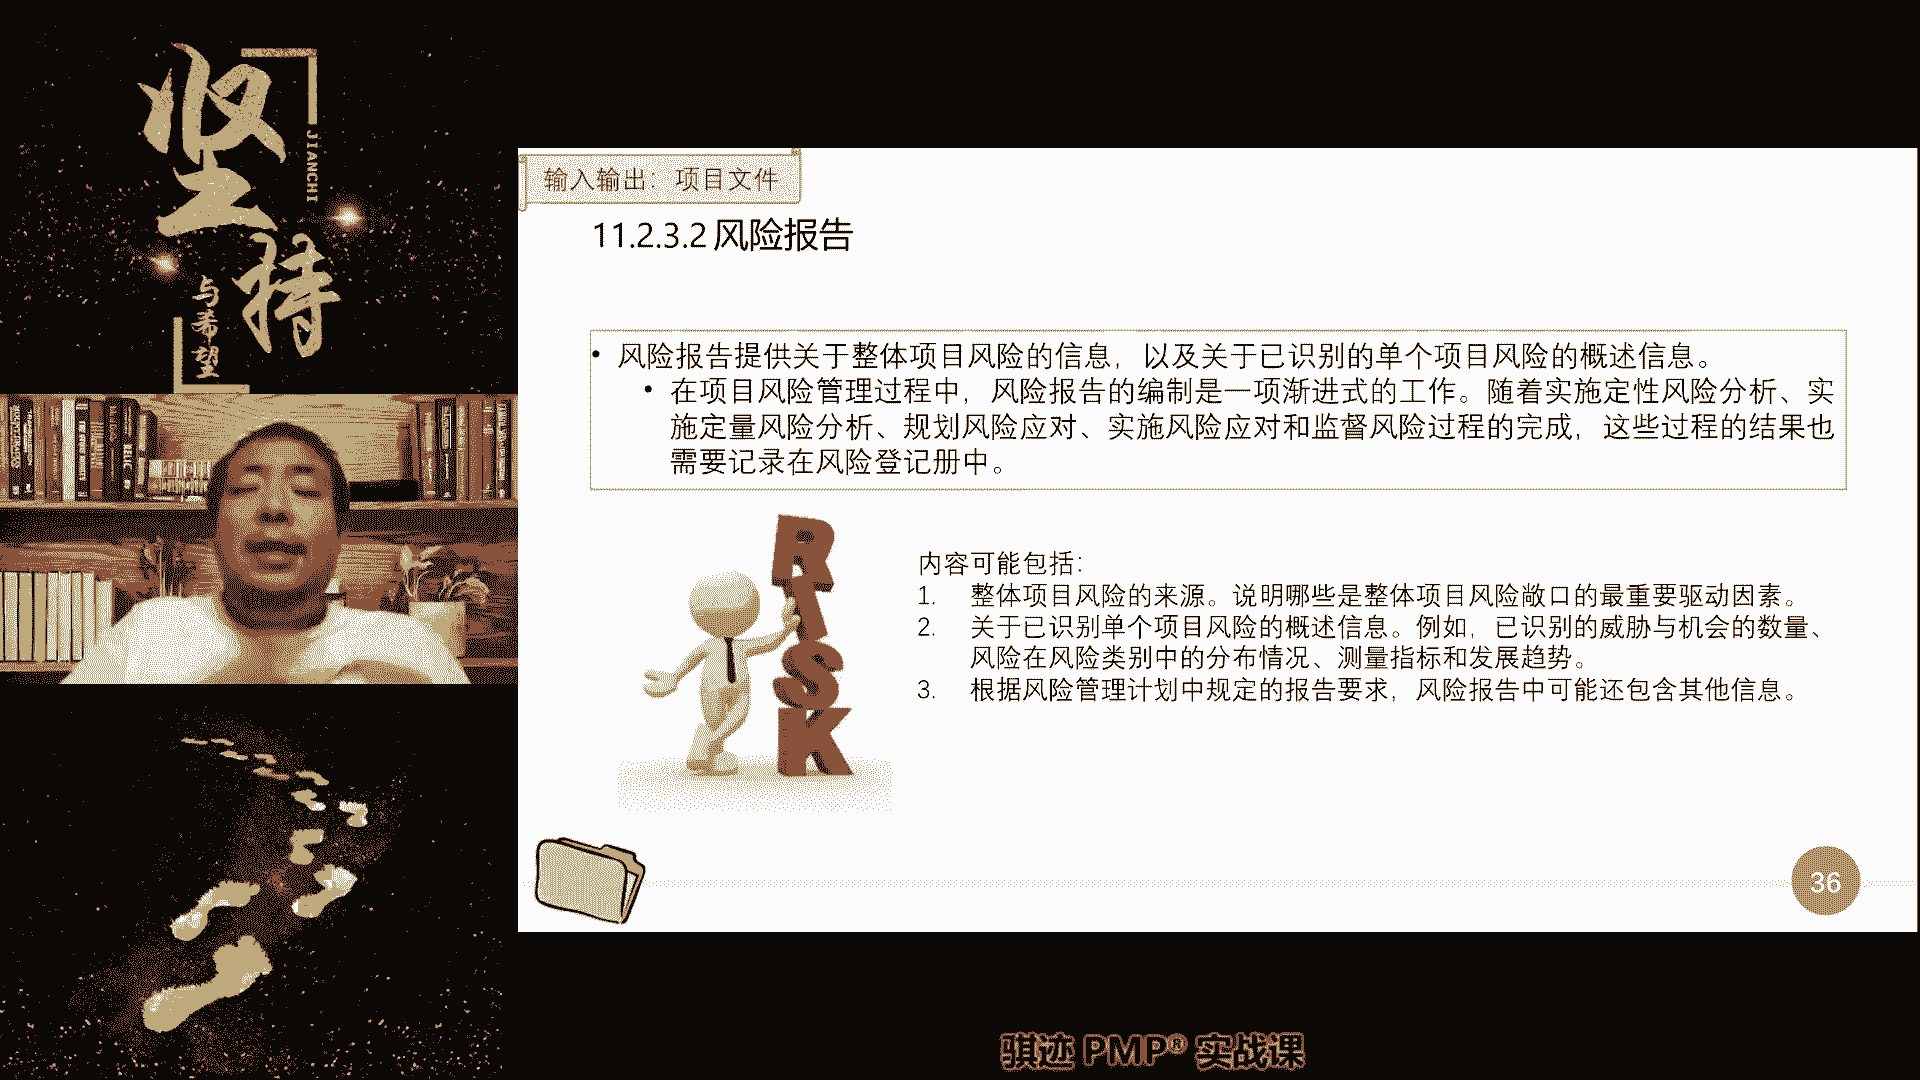 坚持
JIANCHI
与希望
输入输出：项目文件
11.2.3.2 风险报告
• 风险报告提供关于整体项目风险的信息，以及关于已识别的单个项目风险的概述信息。
• 在项目风险管理过程中，风险报告的编制是一项渐进式的工作。随着实施定性风险分析、实
施定量风险分析、规划风险应对、实施风险应对和监督风险过程的完成，这些过程的结果也
需要记录在风险登记册中。
RISK
内容可能包括：
1. 整体项目风险的来源。说明哪些是整体项目风险敞口的最重要驱动因素。
2. 关于已识别单个项目风险的概述信息。例如，已识别的威胁与机会的数量、
风险在风险类别中的分布情况、测量指标和发展趋势。
3. 根据风险管理计划中规定的报告要求，风险报告中可能还包含其他信息。
36
骐迹 PMP® 实战课